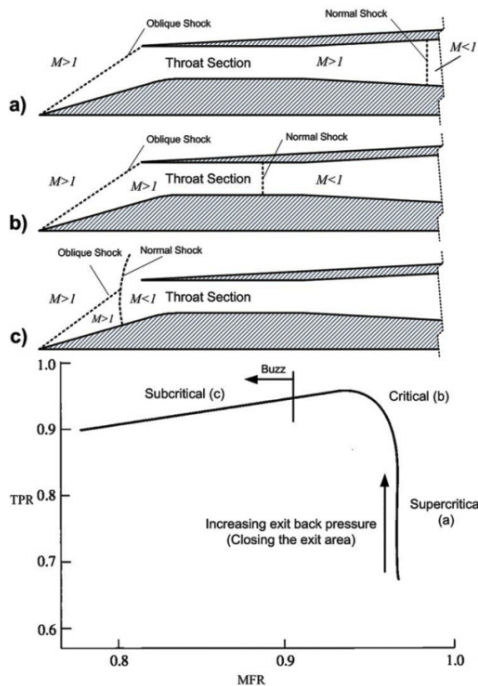 Oblique Shock
Normal Shock
M>1
Throat Section
M>1
M<1
a)
Oblique Shock
Normal Shock
M>1
M>1
Throat Section
M<1
b)
Normal Shock
Oblique Shock
M>1
M<1
Throat Section
M>1
c)
1.0
Buzz
Subcritical (c)
Critical (b)
0.9
TPR
0.8
Supercritical
(a)
Increasing exit back pressure
(Closing the exit area)
0.7
0.6
0.8
0.9
1.0
MFR